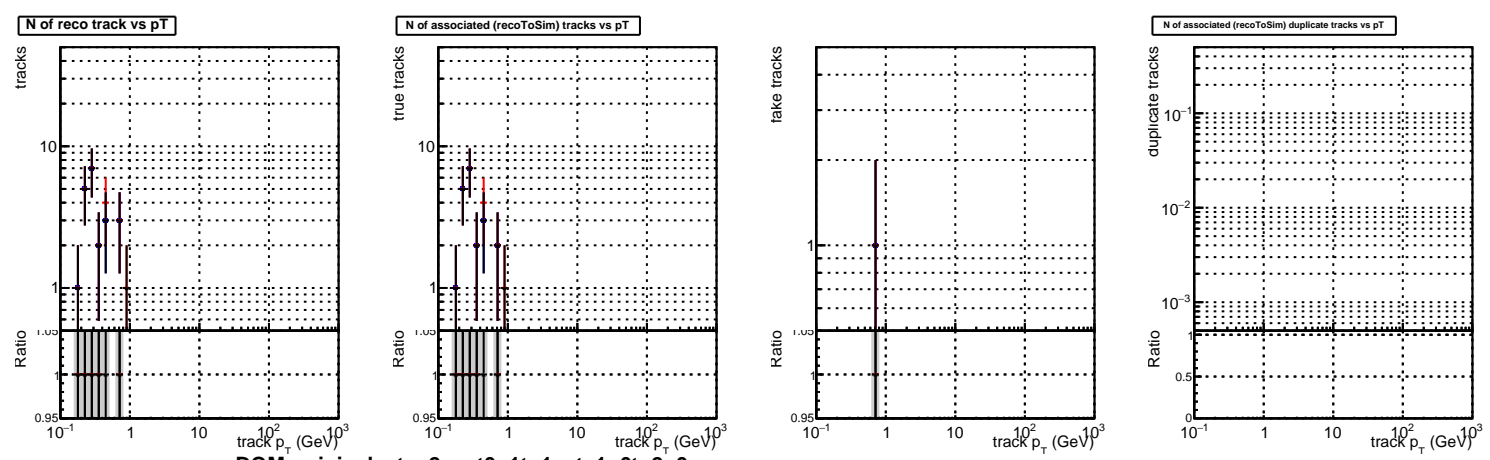 N of reco track vs pT
N of associated (recoToSim) tracks vs pT
N of associated (recoToSim) duplicate tracks vs pT
tracks
10
1
1.05
Ratio
1
0.95
10⁻¹ 1 10 10² 10³
track p_T (GeV)
true tracks
10
1
1.05
Ratio
1
0.95
10⁻¹ 1 10 10² 10³
track p_T (GeV)
fake tracks
1
1.05
Ratio
1
0.95
10⁻¹ 1 10 10² 10³
track p_T (GeV)
duplicate tracks
10⁻¹
10⁻²
10⁻³
Ratio
1
0.5
0
10⁻¹ 1 10 10² 10³
track p_T (GeV)